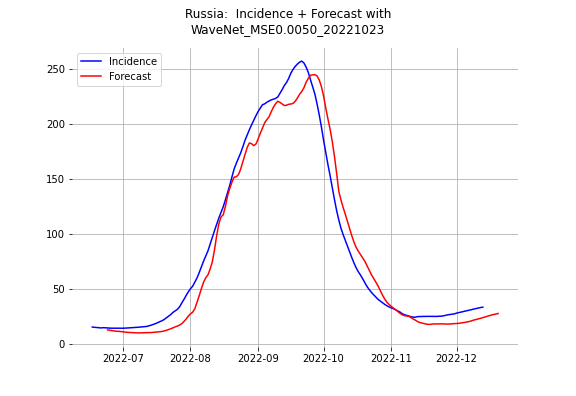 Russia:  Incidence + Forecast with
WaveNet_MSE0.0050_20221023
Incidence
Forecast
250
200
150
100
50
0
2022-07 2022-08 2022-09 2022-10 2022-11 2022-12